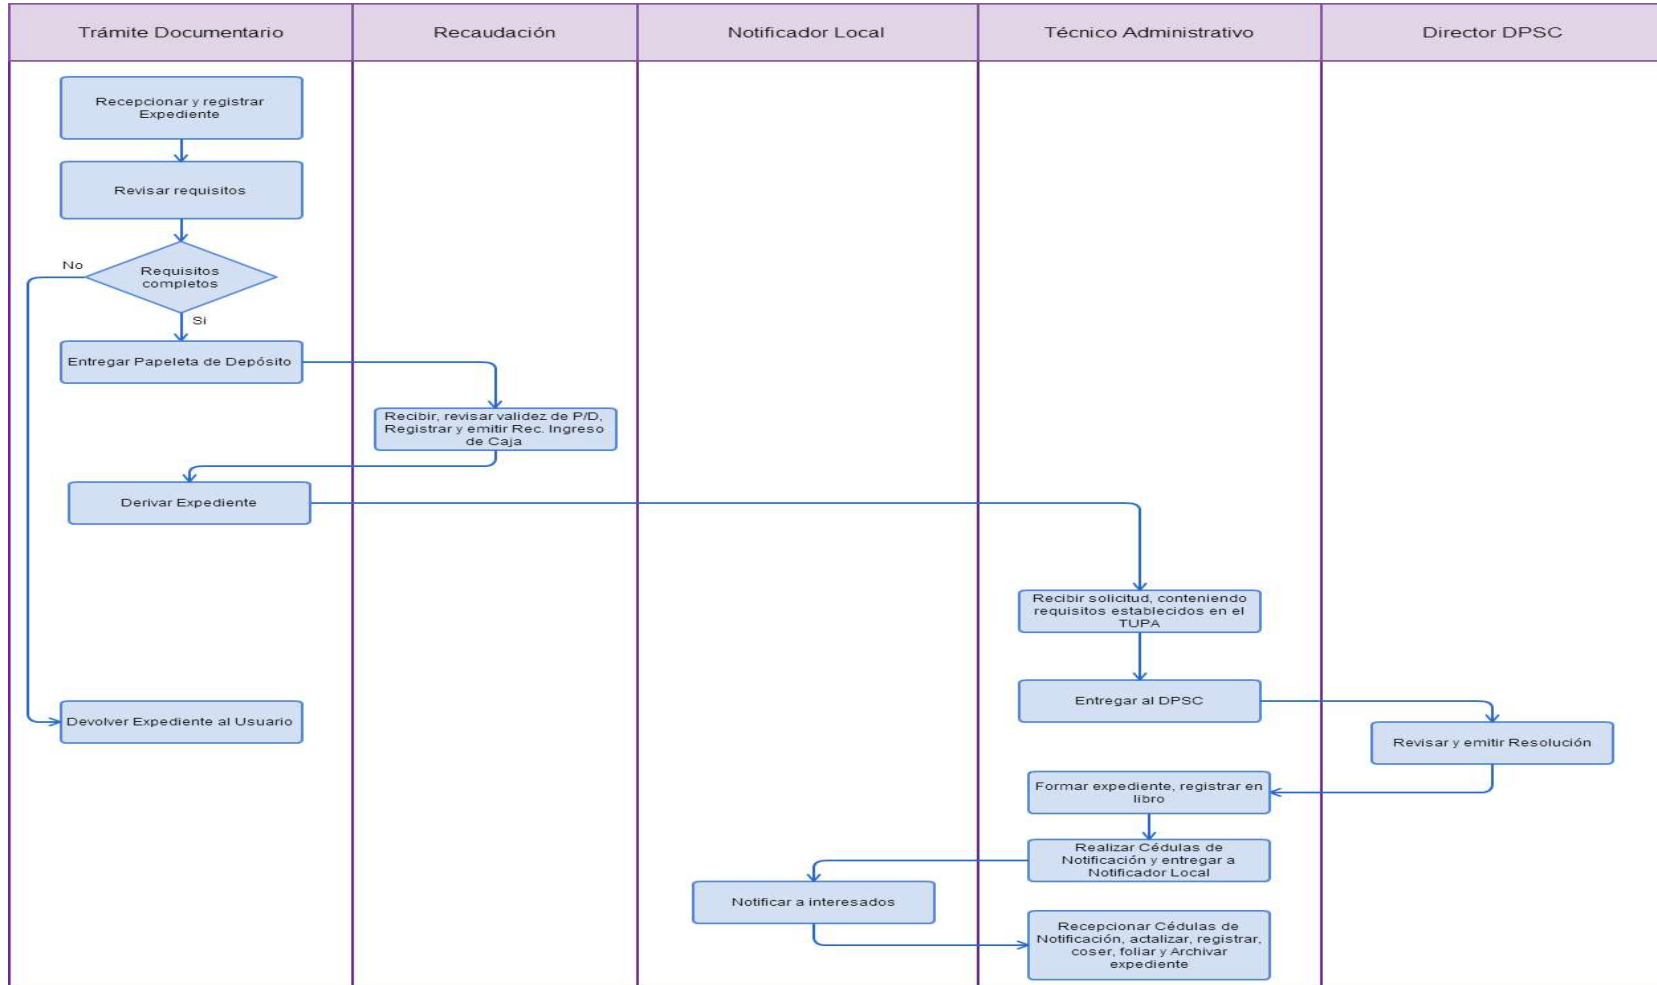 Trámite Documentario
Recaudación
Notificador Local
Técnico Administrativo
Director DPSC
Recepcionar y registrar
Expediente
Revisar requisitos
No
Requisitos
completos
Si
Entregar Papeleta de Depósito
Recibir, revisar validez de P/D,
Registrar y emitir Rec. Ingreso
de Caja
Derivar Expediente
Recibir solicitud, conteniendo
requisitos establecidos en el
TUPA
Entregar al DPSC
Devolver Expediente al Usuario
Revisar y emitir Resolución
Formar expediente, registrar en
libro
Realizar Cédulas de
Notificación y entregar a
Notificador Local
Notificar a interesados
Recepcionar Cédulas de
Notificación, actalizar, registrar,
coser, foliar y Archivar
expediente